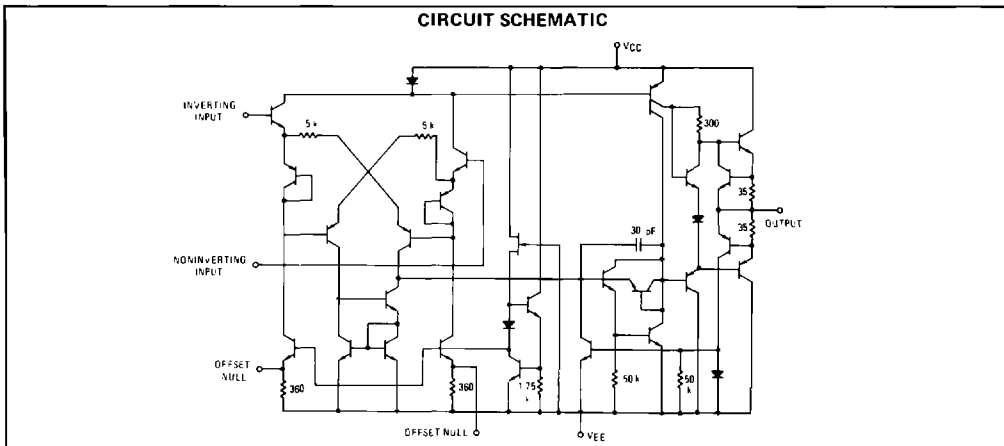 CIRCUIT SCHEMATIC
VCC
INVERTING
INPUT
5 k
5 k
300
35
OUTPUT
35
30 pF
NONINVERTING
INPUT
OFFSET
NULL
360
360
1.75
k
50 k
50
k
OFFSET NULL
VEE